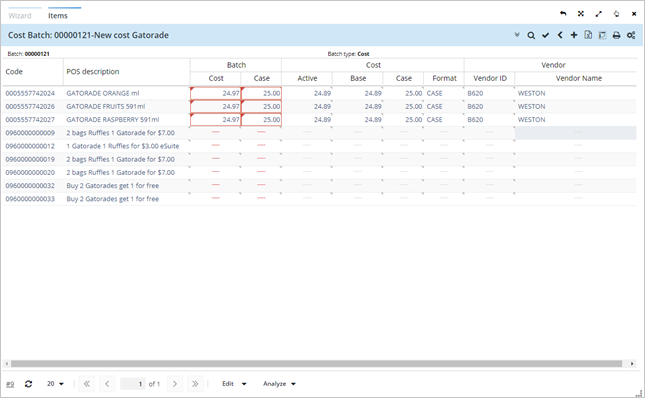 Wizard Items
Cost Batch: 00000121-New cost Gatorade
Batch: 00000121 Batch type: Cost
Batch Cost Vendor
Code POS description Cost Case Active Base Case Format Vendor ID Vendor Name
0005557742024 GATORADE ORANGE ml 24.97 25.00 24.89 24.89 25.00 CASE B620 WESTON
0005557742026 GATORADE FRUITS 591ml 24.97 25.00 24.89 24.89 25.00 CASE B620 WESTON
0005557742027 GATORADE RASPBERRY 591ml 24.97 25.00 24.89 24.89 25.00 CASE B620 WESTON
0960000000009 2 bags Ruffles 1 Gatorade for $7.00
0960000000012 1 Gatorade 1 Ruffles for $3.00 eSuite
0960000000019 2 bags Ruffles 1 Gatorade for $7.00
0960000000020 2 bags Ruffles 1 Gatorade for $7.00
0960000000032 Buy 2 Gatorades get 1 for free
0960000000033 Buy 2 Gatorades get 1 for free
#9 20 1 of 1 Edit Analyze